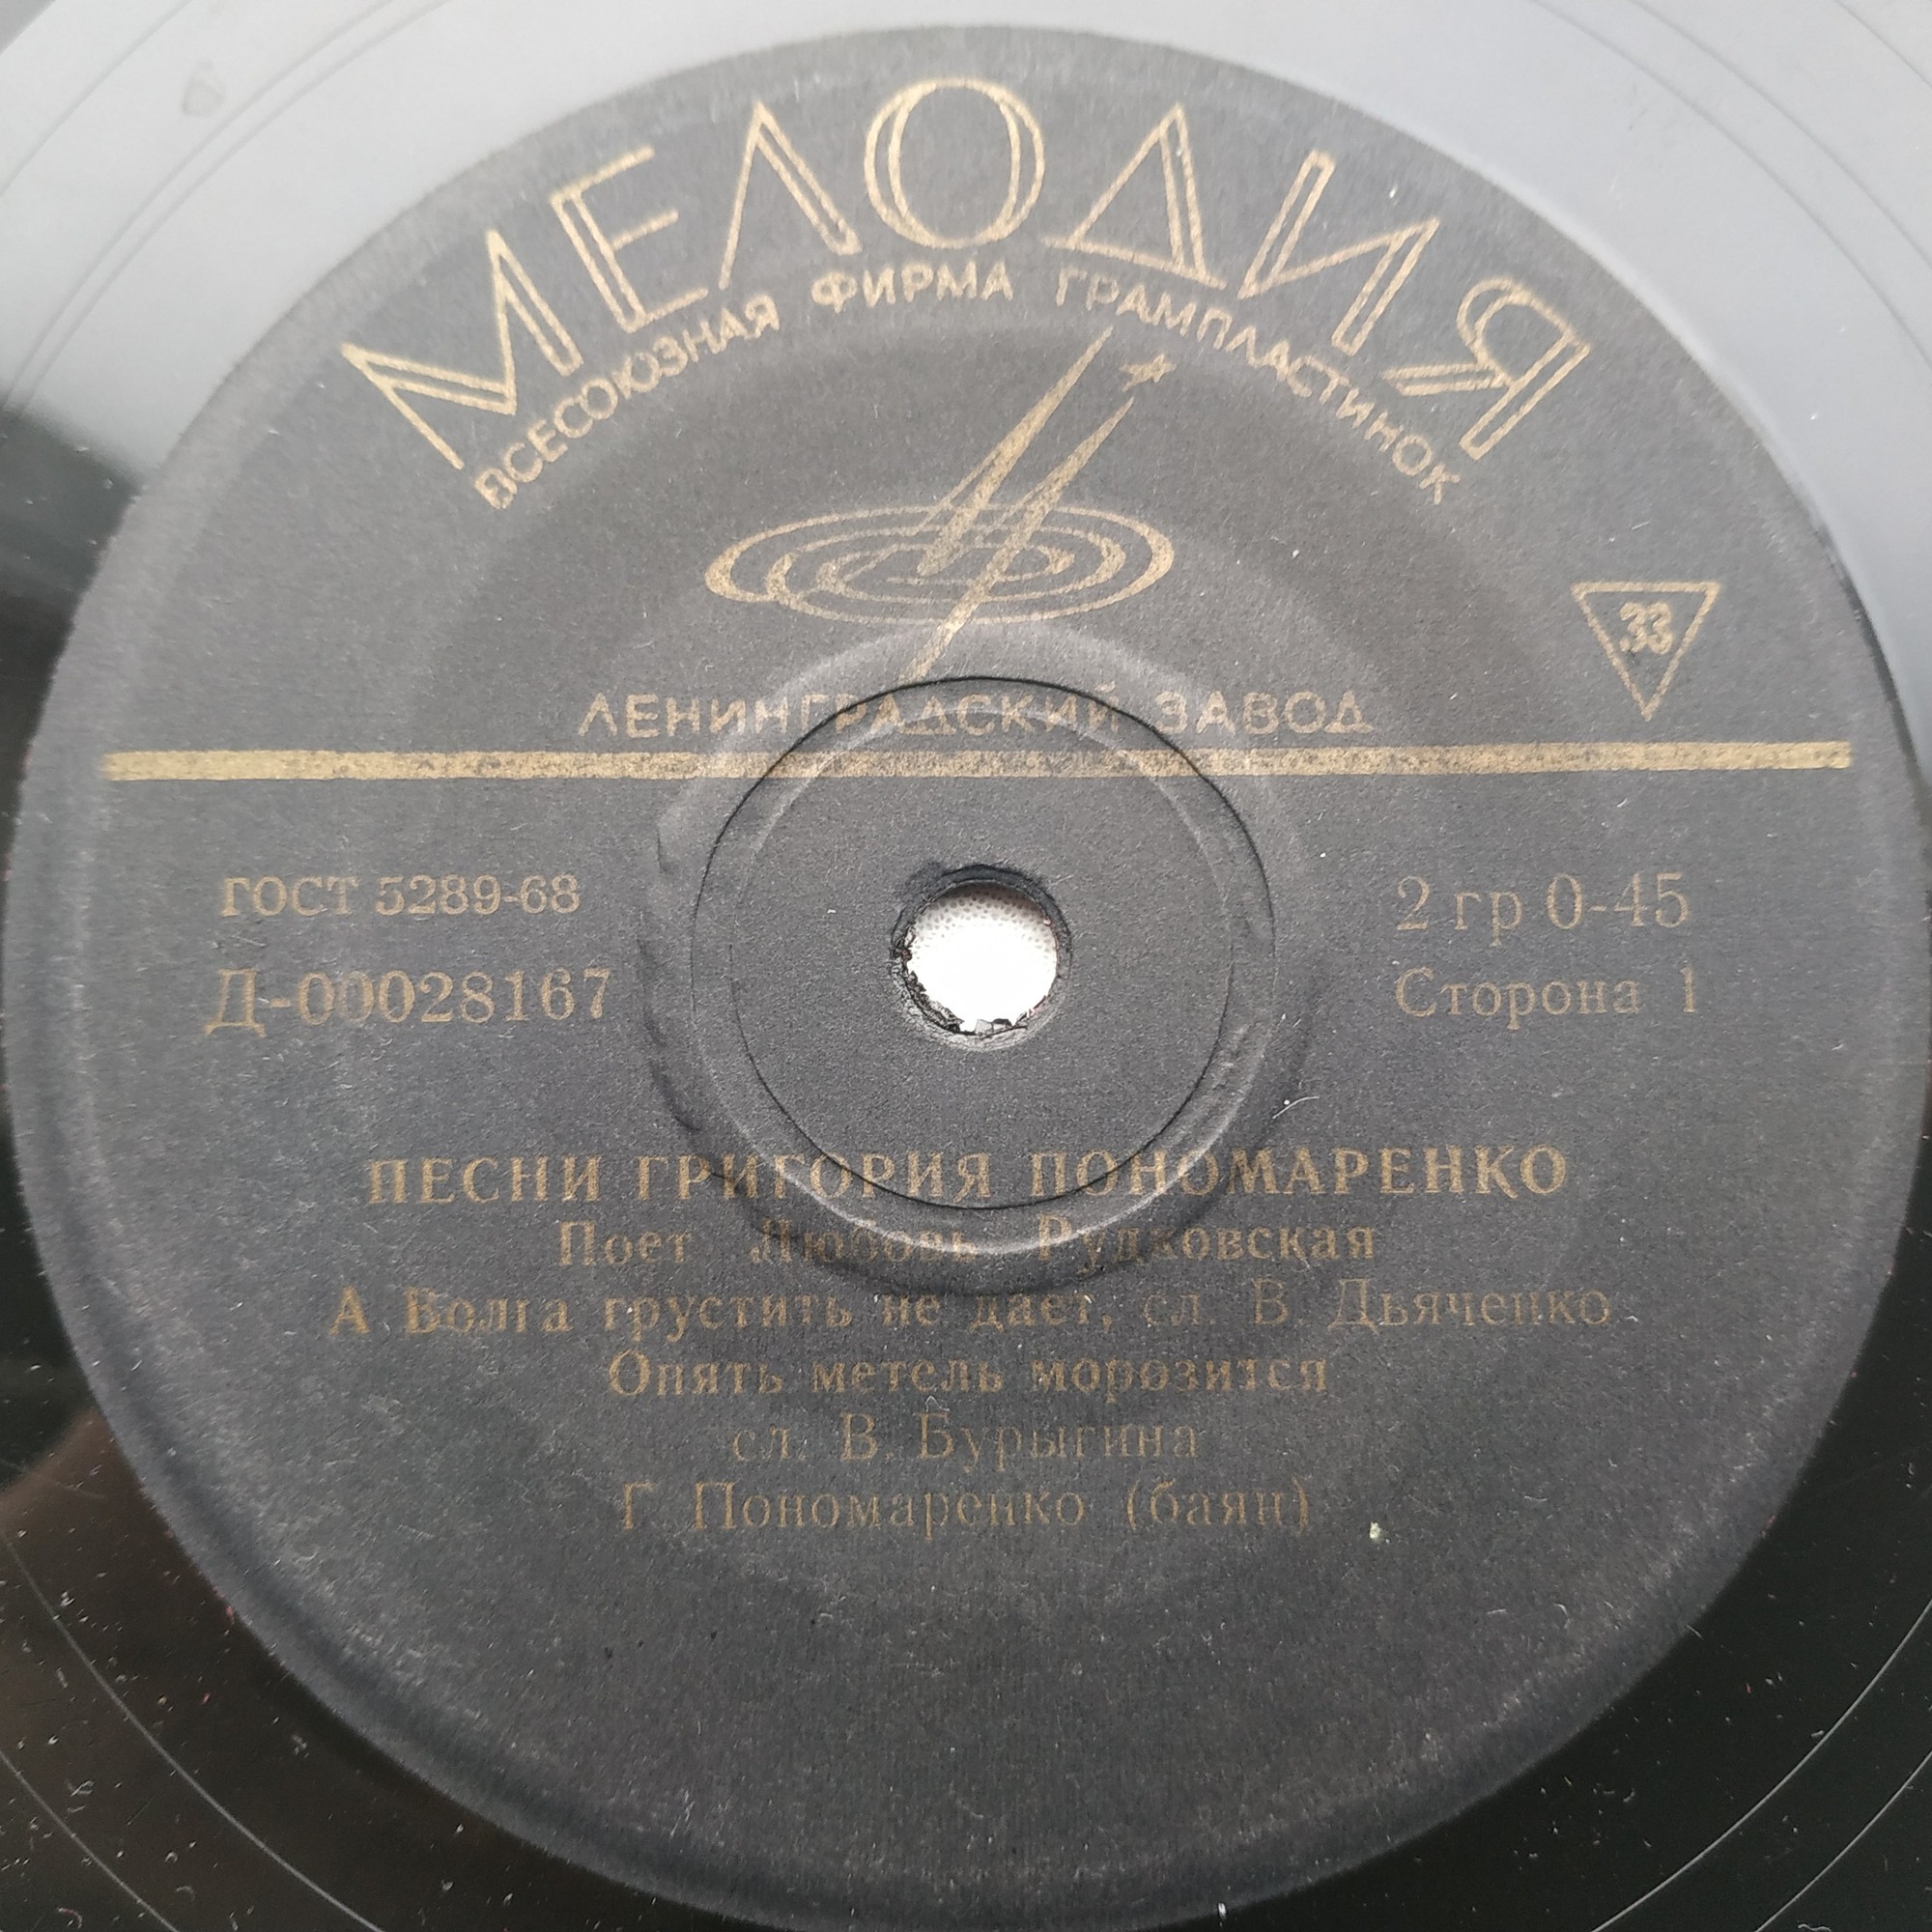 МЕЛОДИЯ
ВСЕСОЮЗНАЯ ФИРМА ГРАМПЛАСТИНОК
33
ЛЕНИНГРАДСКИЙ ЗАВОД
ГОСТ 5289-68
2 гр 0-45
Д-00028167
Сторона 1
ПЕСНИ ГРИГОРИЯ ПОНОМАРЕНКО
Поет Любовь Рудковская
А Волга грустить не дает, сл. В. Дьяченко
Опять метель морозится
сл. В. Бурыгина
Г. Пономаренко (баян)